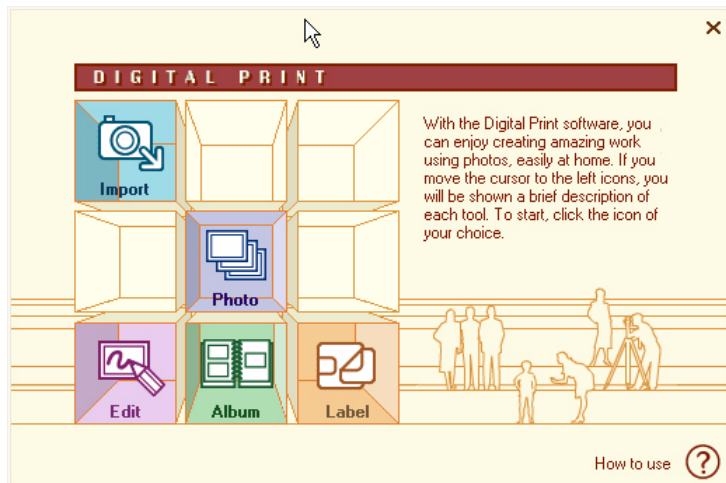 DIGITAL PRINT
Import
With the Digital Print software, you
can enjoy creating amazing work
using photos, easily at home. If you
move the cursor to the left icons, you
will be shown a brief description of
each tool. To start, click the icon of
your choice.
Photo
Edit
Album
Label
How to use ?